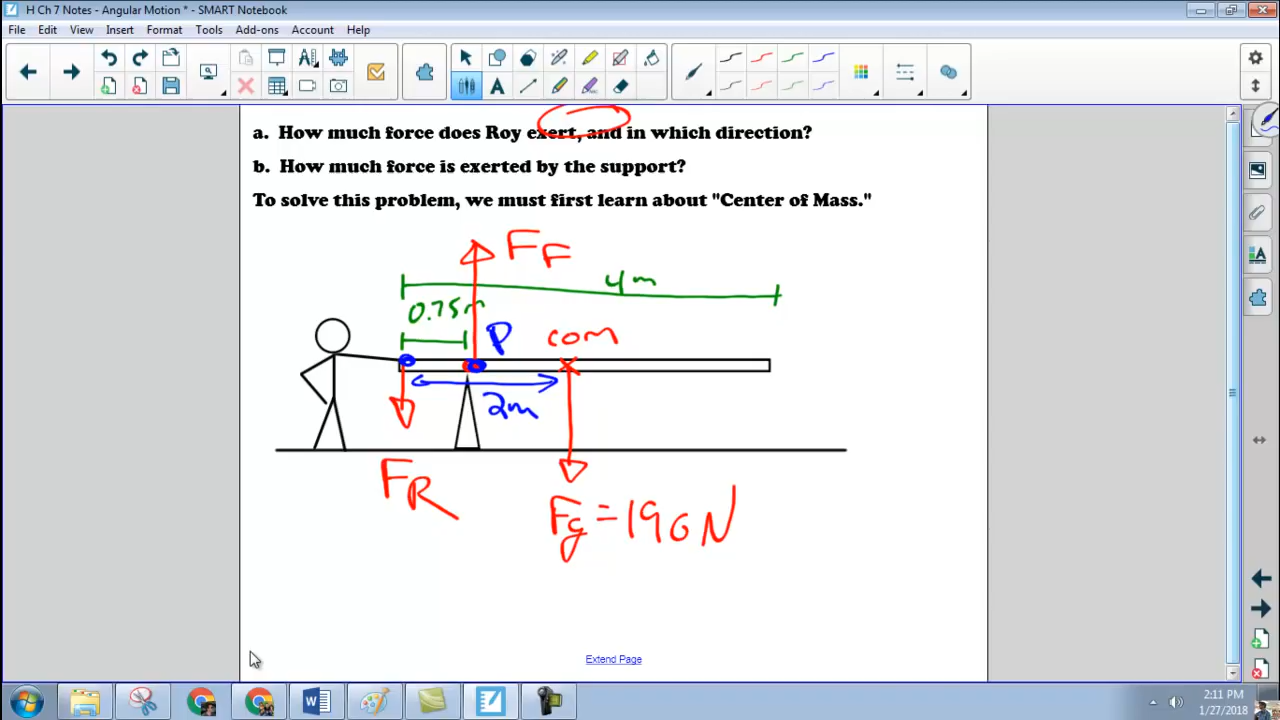 H Ch 7 Notes - Angular Motion * - SMART Notebook
File Edit View Insert Format Tools Add-ons Account Help
a. How much force does Roy exert, and in which direction?
b. How much force is exerted by the support?
To solve this problem, we must first learn about "Center of Mass."
FF
4m
0.75m
P
com
2m
FR
Fg=196N
Extend Page
2:11 PM
1/27/2018